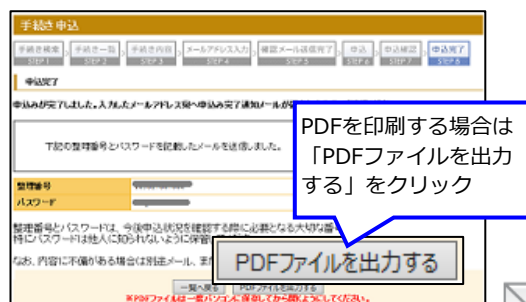 手続き申込
手続き検索 手続き一覧 手続き内容 メールアドレス入力 確認メール送信完了 申込 申込確認 申込完了
STEP 1 STEP 2 STEP 3 STEP 4 STEP 5 STEP 6 STEP 7 STEP 8
申込完了
申込みが完了しました。入力したメールアドレス宛へ申込み完了通知メールが
下記の整理番号とパスワードを記載したメールを送信しました。
整理番号
パスワード
整理番号とパスワードは、今後申込状況を確認する際に必要となる大切な番
特にパスワードは他人に知られないように保管
なお、内容に不備がある場合は別途メール、ま
一覧へ戻る PDFファイルを出力する
※PDFファイルは一度パソコンに保存してから開くようにしてください。
PDFを印刷する場合は
「PDFファイルを出力
する」をクリック
PDFファイルを出力する